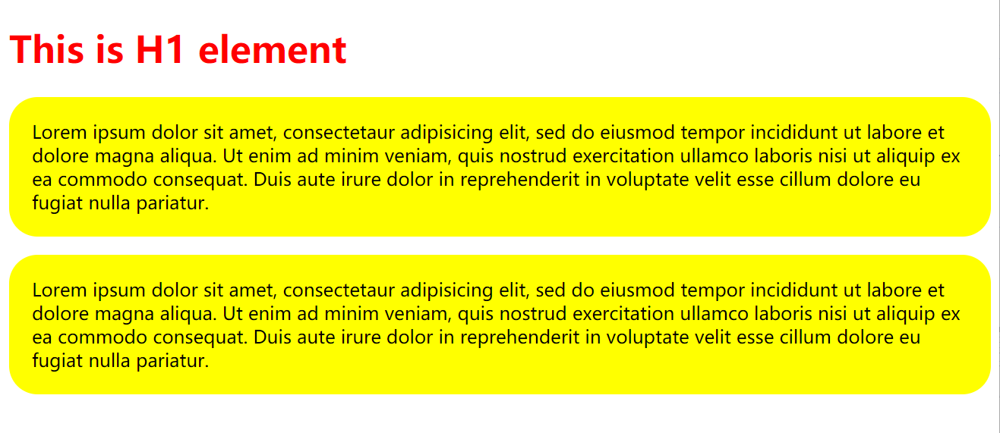 This is H1 element
Lorem ipsum dolor sit amet, consectetaur adipisicing elit, sed do eiusmod tempor incididunt ut labore et
dolore magna aliqua. Ut enim ad minim veniam, quis nostrud exercitation ullamco laboris nisi ut aliquip ex
ea commodo consequat. Duis aute irure dolor in reprehenderit in voluptate velit esse cillum dolore eu
fugiat nulla pariatur.
Lorem ipsum dolor sit amet, consectetaur adipisicing elit, sed do eiusmod tempor incididunt ut labore et
dolore magna aliqua. Ut enim ad minim veniam, quis nostrud exercitation ullamco laboris nisi ut aliquip ex
ea commodo consequat. Duis aute irure dolor in reprehenderit in voluptate velit esse cillum dolore eu
fugiat nulla pariatur.